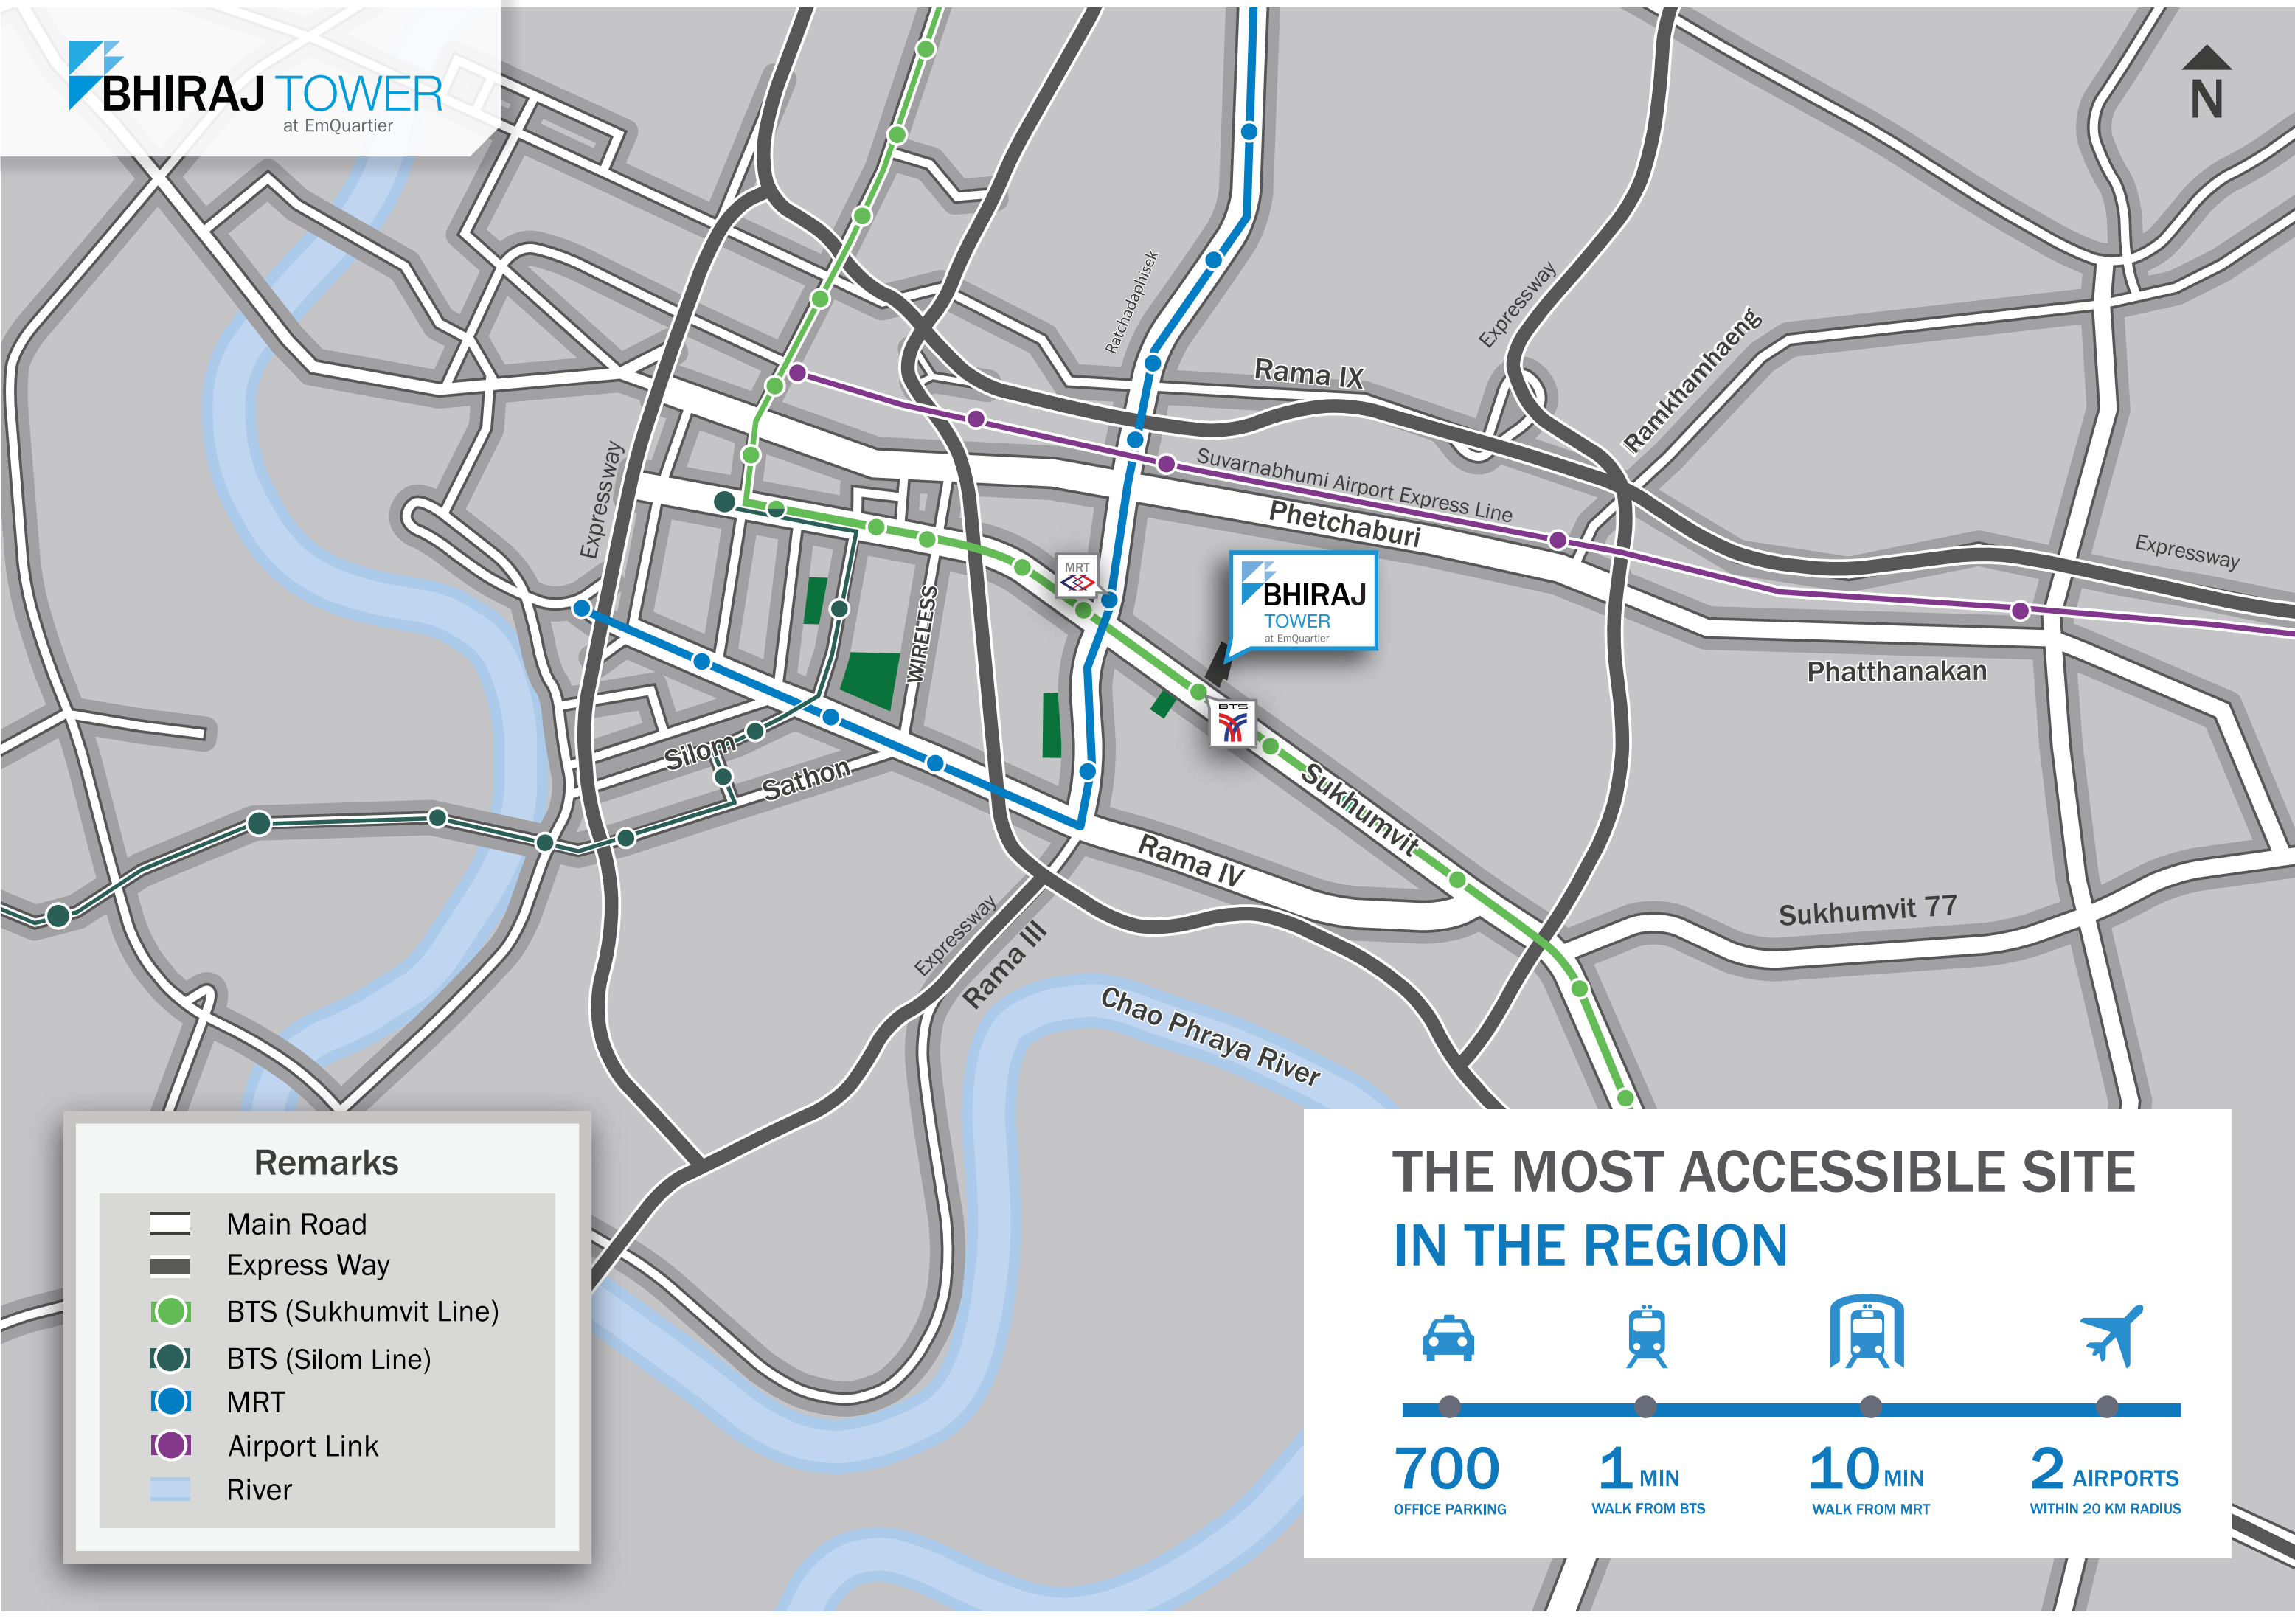 BHIRAJ TOWER
at EmQuartier
N
Ratchadaphisek
Expressway
Ramkhamhaeng
Rama IX
Expressway
Suvarnabhumi Airport Express Line
Phetchaburi
Expressway
MRT
BHIRAJ
TOWER
at EmQuartier
WIRELESS
Phatthanakan
BTS
Silom
Sathon
Sukhumvit
Rama IV
Sukhumvit 77
Expressway
Rama III
Chao Phraya River
Remarks
Main Road
Express Way
BTS (Sukhumvit Line)
BTS (Silom Line)
MRT
Airport Link
River
THE MOST ACCESSIBLE SITE
IN THE REGION
700
OFFICE PARKING
1 MIN
WALK FROM BTS
10 MIN
WALK FROM MRT
2 AIRPORTS
WITHIN 20 KM RADIUS